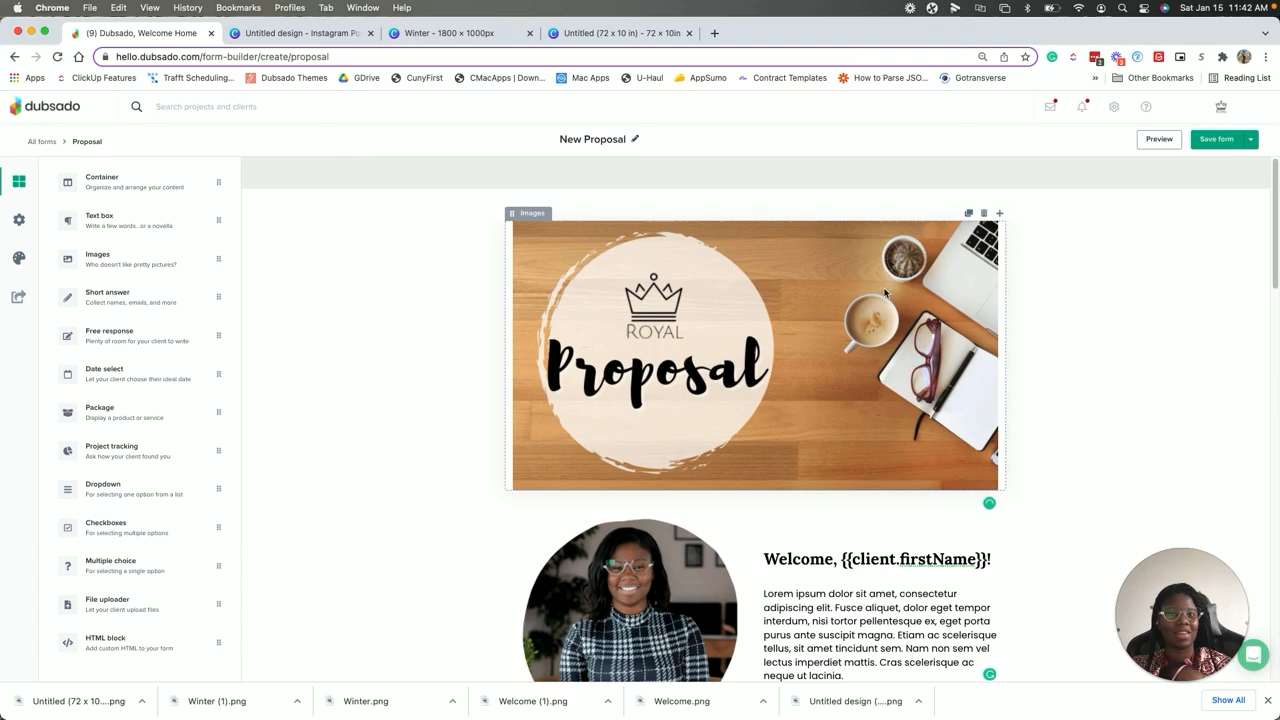 Chrome File Edit View History Bookmarks Profiles Tab Window Help
11:42 AM
(9) Dubsado, Welcome Home
Untitled design - Instagram Po
Winter - 1800 x 1000px
Untitled (72 x 10 in) - 72 x 10in
hello.dubsado.com/form-builder/create/proposal
Apps
ClickUp Features
Trafft Scheduling...
Dubsado Themes
GDrive
CunyFirst
CMacApps | Down...
Mac Apps
U-Haul
AppSumo
Contract Templates
How to Parse JSO...
Gotransverse
Other Bookmarks
Reading List
dubsado
Search projects and clients
All forms > Proposal
New Proposal
Preview
Save form
Container
Organize and arrange your content
Text box
Write a few words...or a novella
Images
Who doesn't like pretty pictures?
Short answer
Collect names, emails, and more
Free response
Plenty of room for your client to write
Date select
Let your client choose their ideal date
Package
Display a product or service
Project tracking
Ask how your client found you
Dropdown
For selecting one option from a list
Checkboxes
For selecting multiple options
Multiple choice
For selecting a single option
File uploader
Let your client upload files
HTML block
Add custom HTML to your form
Images
ROYAL
Proposal
Welcome, {{client.firstName}}!
Lorem ipsum dolor sit amet, consectetur
adipiscing elit. Fusce aliquet, dolor eget tempor
interdum, nisi tortor pellentesque ex, eget porta
purus ante suscipit magna. Etiam ac scelerisque
tellus, in interdum sem. Nam non sem vel
lectus imperdiet mattis. Cras scelerisque ac
neque ut lacinia.
Untitled (72 x 10....png
Winter (1).png
Winter.png
Welcome (1).png
Welcome.png
Untitled design (....png
Show All